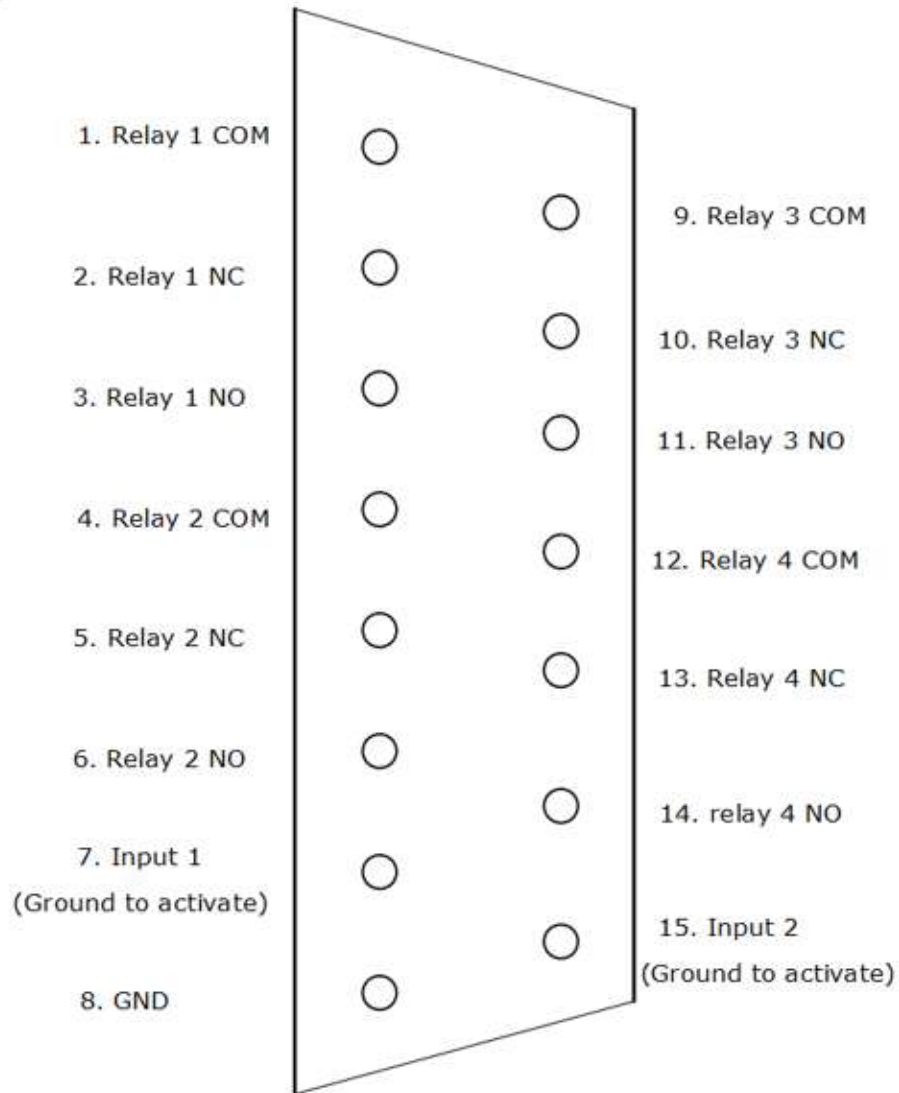 1. Relay 1 COM
2. Relay 1 NC
3. Relay 1 NO
4. Relay 2 COM
5. Relay 2 NC
6. Relay 2 NO
7. Input 1
(Ground to activate)
8. GND
9. Relay 3 COM
10. Relay 3 NC
11. Relay 3 NO
12. Relay 4 COM
13. Relay 4 NC
14. relay 4 NO
15. Input 2
(Ground to activate)